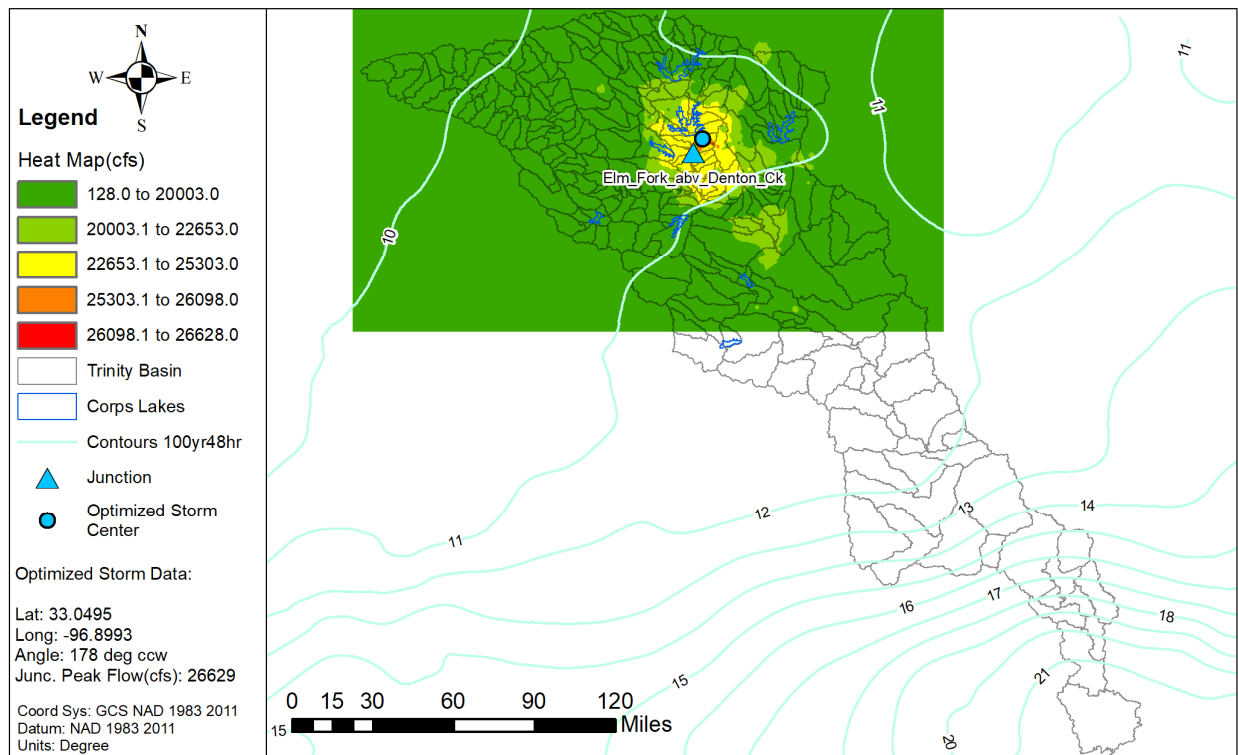 N
W E
S
Legend
Heat Map(cfs)
128.0 to 20003.0
20003.1 to 22653.0
22653.1 to 25303.0
25303.1 to 26098.0
26098.1 to 26628.0
Trinity Basin
Corps Lakes
Contours 100yr48hr
Junction
Optimized Storm
Center
Optimized Storm Data:
Lat: 33.0495
Long: -96.8993
Angle: 178 deg ccw
Junc. Peak Flow(cfs): 26629
Coord Sys: GCS NAD 1983 2011
Datum: NAD 1983 2011
Units: Degree
11
11
Elm_Fork_abv_Denton_Ck
10
12
13
14
11
16
17
18
15
21
20
15
0 15 30 60 90 120
Miles